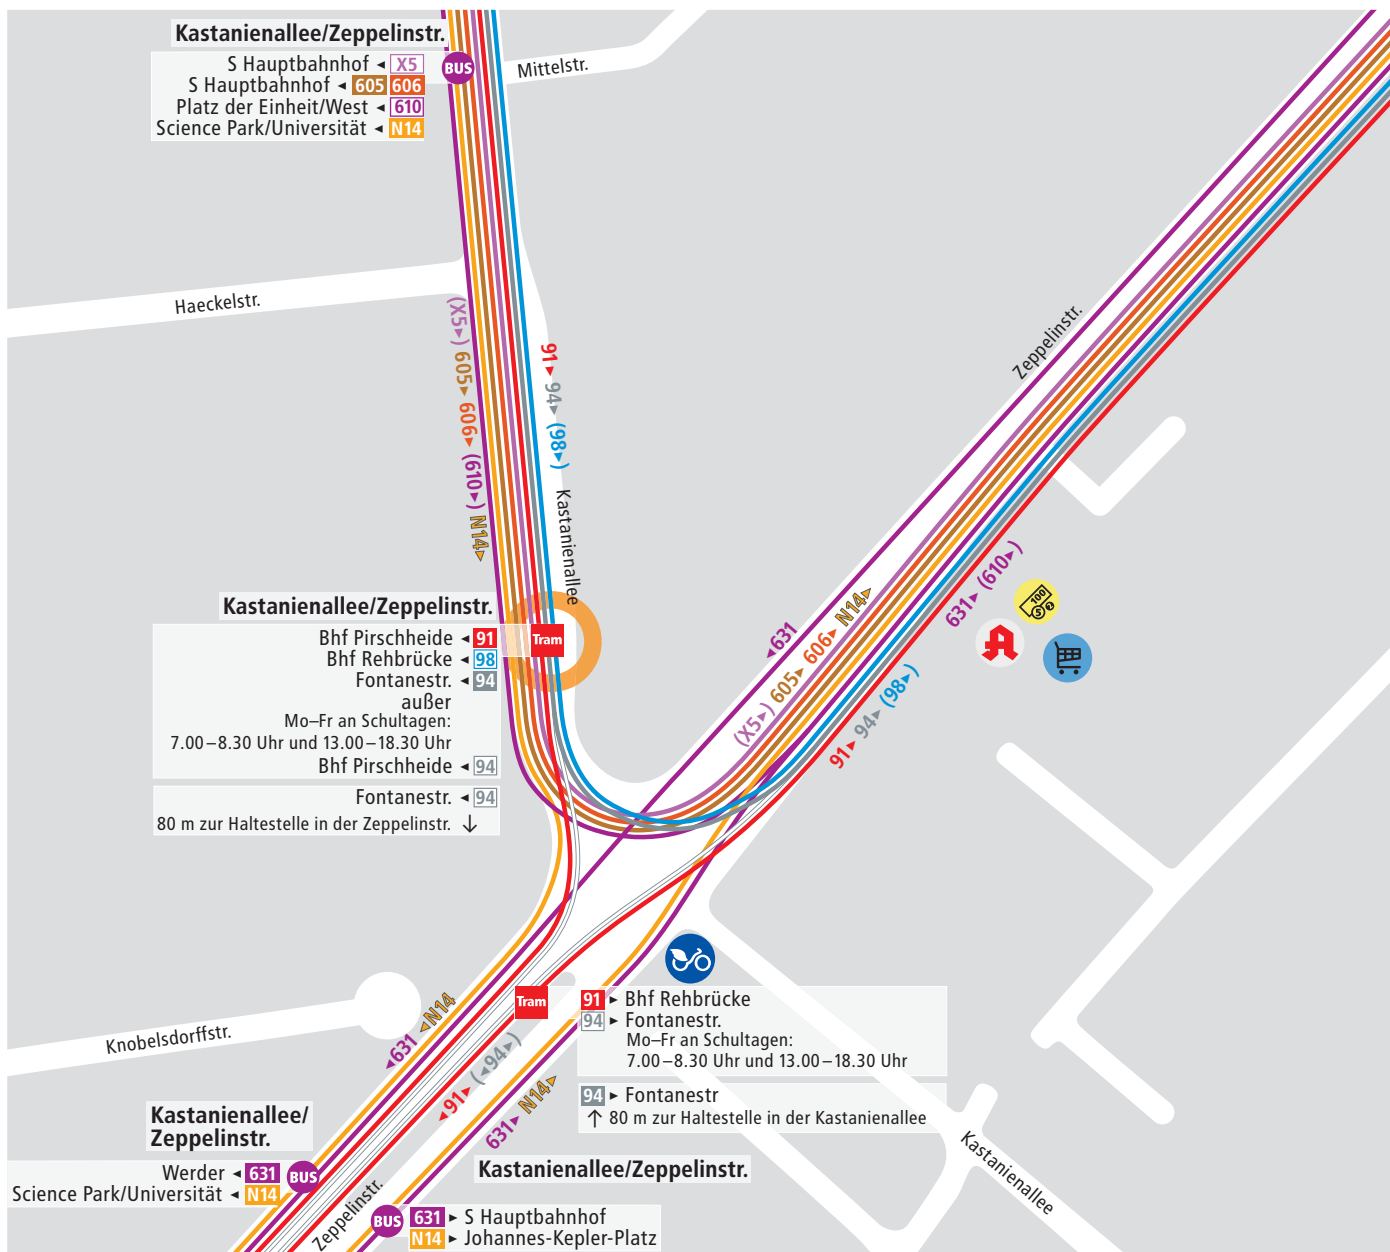 Kastanienallee/Zeppelinstr.
S Hauptbahnhof ◄ X5
BUS
S Hauptbahnhof ◄ 605 606
Platz der Einheit/West ◄ 610
Science Park/Universität ◄ N14
Mittelstr.
Haeckelstr.
Zeppelinstr.
(X5►) 605► 606► (610►) N14►
91► 94► (98►)
Kastanienallee
Kastanienallee/Zeppelinstr.
Tram
Bhf Pirschheide ◄ 91
Bhf Rehbrücke ◄ 98
Fontanestr. ◄ 94
außer
Mo–Fr an Schultagen:
7.00–8.30 Uhr und 13.00–18.30 Uhr
Bhf Pirschheide ◄ 94
Fontanestr. ◄ 94
80 m zur Haltestelle in der Zeppelinstr. ↓
◄631
(X5►) 605► 606► N14►
631► (610►)
91► 94► (98►)
100
A
Knobelsdorffstr.
◄631 ◄N14
◄91► (◄94►)
631► N14►
Tram
91 ► Bhf Rehbrücke
94 ► Fontanestr.
Mo–Fr an Schultagen:
7.00–8.30 Uhr und 13.00–18.30 Uhr
94 ► Fontanestr
↑ 80 m zur Haltestelle in der Kastanienallee
Kastanienallee
Kastanienallee/
Zeppelinstr.
Werder ◄ 631
BUS
Science Park/Universität ◄ N14
Zeppelinstr.
Kastanienallee/Zeppelinstr.
BUS
631 ► S Hauptbahnhof
N14 ► Johannes-Kepler-Platz